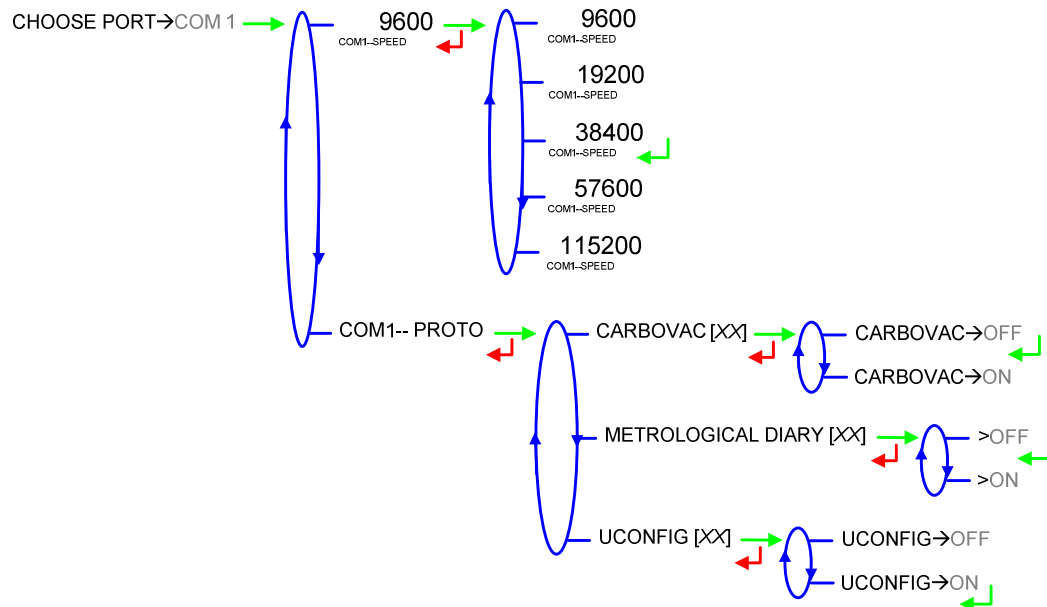 CHOOSE PORT→COM 1
9600
COM1--SPEED
9600
COM1--SPEED
19200
COM1--SPEED
38400
COM1--SPEED
57600
COM1--SPEED
115200
COM1--SPEED
COM1-- PROTO
CARBOVAC [XX]
CARBOVAC→OFF
CARBOVAC→ON
METROLOGICAL DIARY [XX]
>OFF
>ON
UCONFIG [XX]
UCONFIG→OFF
UCONFIG→ON